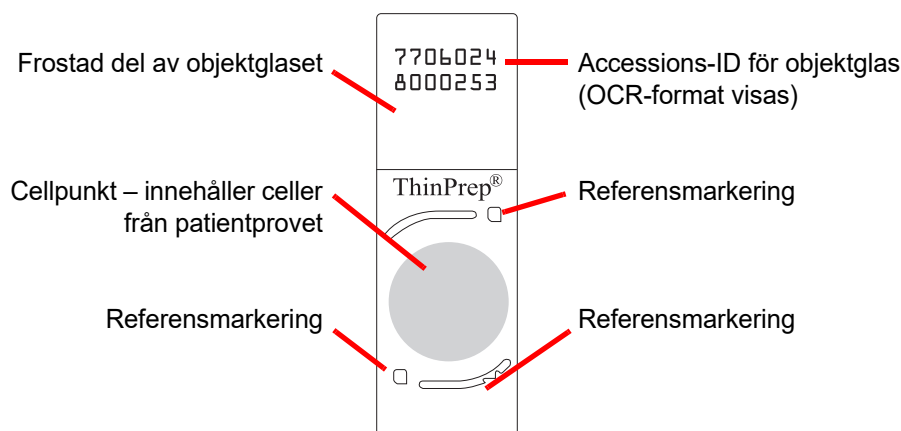 Frostad del av objektglaset
7706024
8000253
Accessions-ID för objektglas
(OCR-format visas)
Cellpunkt – innehåller celler
från patientprovet
ThinPrep®
Referensmarkering
Referensmarkering
Referensmarkering